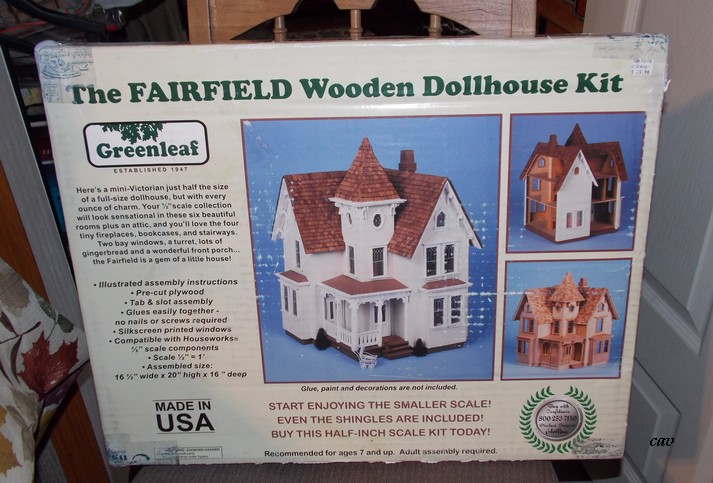 The FAIRFIELD Wooden Dollhouse Kit
Greenleaf
ESTABLISHED 1947
Here's a mini-Victorian just half the size
of a full-size dollhouse, but with every
ounce of charm. Your ½" scale collection
will look sensational in these six beautiful
rooms plus an attic, and you'll love the four
tiny fireplaces, bookcases, and stairways.
Two bay windows, a turret, lots of
gingerbread and a wonderful front porch...
the Fairfield is a gem of a little house!
• Illustrated assembly instructions
• Pre-cut plywood
• Tab & slot assembly
• Glues easily together -
no nails or screws required
• Silkscreen printed windows
• Compatible with Houseworks
½" scale components
• Scale ½" = 1'
• Assembled size:
16 ½" wide x 20" high x 16" deep
Glue, paint and decorations are not included.
MADE IN
USA
START ENJOYING THE SMALLER SCALE!
EVEN THE SHINGLES ARE INCLUDED!
BUY THIS HALF-INCH SCALE KIT TODAY!
Recommended for ages 7 and up. Adult assembly required.
Buy with
Confidence
Product Support
cav